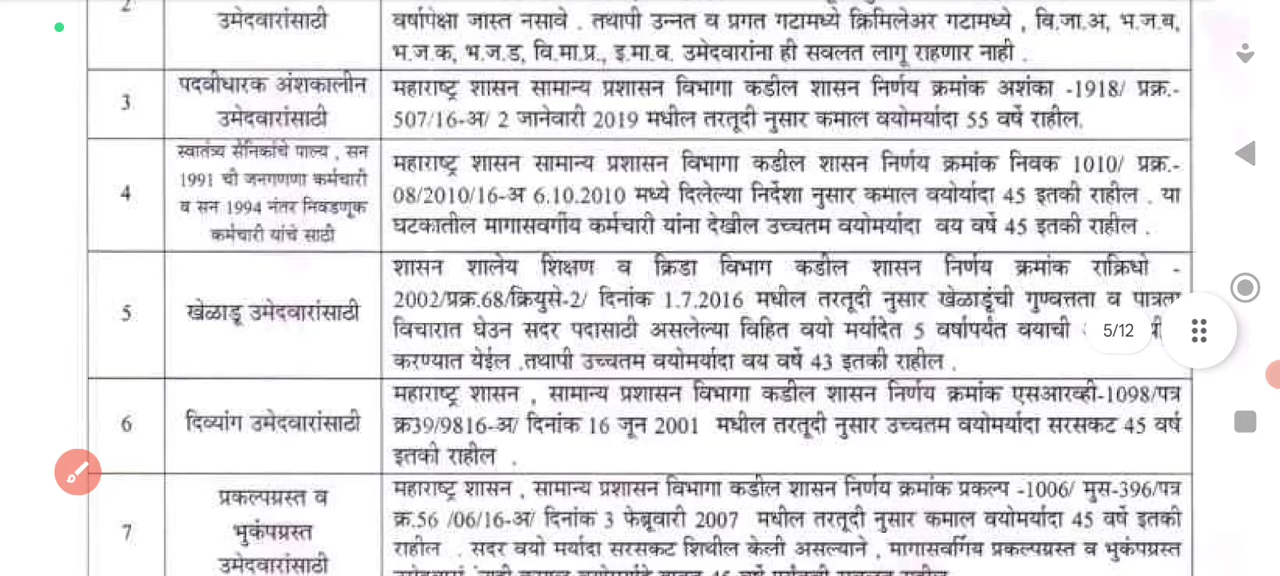 2
उमेदवारांसाठी
वर्षापेक्षा जास्त नसावे . तथापी उन्नत व प्रगत गटामध्ये क्रिमिलेअर गटामध्ये , वि.जा.अ, भ.ज.ब,
भ.ज.क, भ.ज.ड, वि.मा.प्र., इ.मा.व. उमेदवारांना ही सवलत लागू राहणार नाही .
3
पदवीधारक अंशकालीन
उमेदवारांसाठी
महाराष्ट्र शासन सामान्य प्रशासन विभागा कडील शासन निर्णय क्रमांक अशंका -1918/ प्रक्र.-
507/16-अ/ 2 जानेवारी 2019 मधील तरतूदी नुसार कमाल वयोमर्यादा 55 वर्षे राहील.
4
स्वातंत्र्य सैनिकांचे पाल्य , सन
1991 ची जनगणणा कर्मचारी
व सन 1994 नंतर निवडणूक
कर्मचारी यांचे साठी
महाराष्ट्र शासन सामान्य प्रशासन विभागा कडील शासन निर्णय क्रमांक निवक 1010/ प्रक्र.-
08/2010/16-अ 6.10.2010 मध्ये दिलेल्या निर्देशा नुसार कमाल वयोर्यादा 45 इतकी राहील . या
घटकातील मागासवर्गीय कर्मचारी यांना देखील उच्चतम वयोमर्यादा वय वर्षे 45 इतकी राहील .
5
खेळाडू उमेदवारांसाठी
शासन शालेय शिक्षण व क्रिडा विभाग कडील शासन निर्णय क्रमांक राक्रिधो -
2002/प्रक्र.68/क्रियुसे-2/ दिनांक 1.7.2016 मधील तरतूदी नुसार खेळाडूंची गुण्वत्तता व पात्रता
विचारात घेउन सदर पदासाठी असलेल्या विहित वयो मर्यादेत 5 वर्षापर्यंत वयाची
करण्यात येईल .तथापी उच्चतम वयोमर्यादा वय वर्षे 43 इतकी राहील .
5/12
6
दिव्यांग उमेदवारांसाठी
महाराष्ट्र शासन , सामान्य प्रशासन विभागा कडील शासन निर्णय क्रमांक एसआरव्ही-1098/पत्र
क्र39/9816-अ/ दिनांक 16 जून 2001 मधील तरतूदी नुसार उच्चतम वयोमर्यादा सरसकट 45 वर्ष
इतकी राहील .
7
प्रकल्पग्रस्त व
भुकंपग्रस्त
उमेदवारांसाठी
महाराष्ट्र शासन , सामान्य प्रशासन विभागा कडील शासन निर्णय क्रमांक प्रकल्प -1006/ मुस-396/पत्र
क्र.56 /06/16-अ/ दिनांक 3 फेब्रूवारी 2007 मधील तरतूदी नुसार कमाल वयोमर्यादा 45 वर्षे इतकी
राहील . सदर वयो मर्यादा सरसकट शिथील केली असल्याने , मागासवर्गिय प्रकल्पग्रस्त व भुकंपग्रस्त